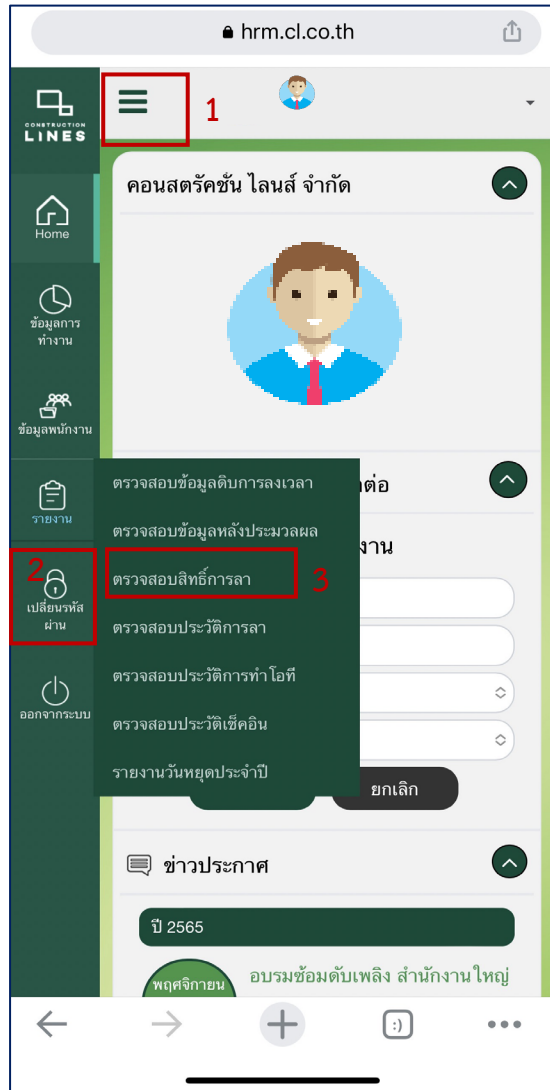 hrm.cl.co.th
CONSTRUCTION
LINES
1
คอนสตรัคชั่น ไลนส์ จำกัด
Home
ข้อมูลการ
ทำงาน
ข้อมูลพนักงาน
รายงาน
2
เปลี่ยนรหัส
ผ่าน
ออกจากระบบ
ตรวจสอบข้อมูลดิบการลงเวลา
ตรวจสอบข้อมูลหลังประมวลผล
ตรวจสอบสิทธิ์การลา
3
ตรวจสอบประวัติการลา
ตรวจสอบประวัติการทำโอที
ตรวจสอบประวัติเช็คอิน
รายงานวันหยุดประจำปี
ต่อ
งาน
ยกเลิก
ข่าวประกาศ
ปี 2565
พฤศจิกายน
อบรมซ้อมดับเพลิง สำนักงานใหญ่
:)